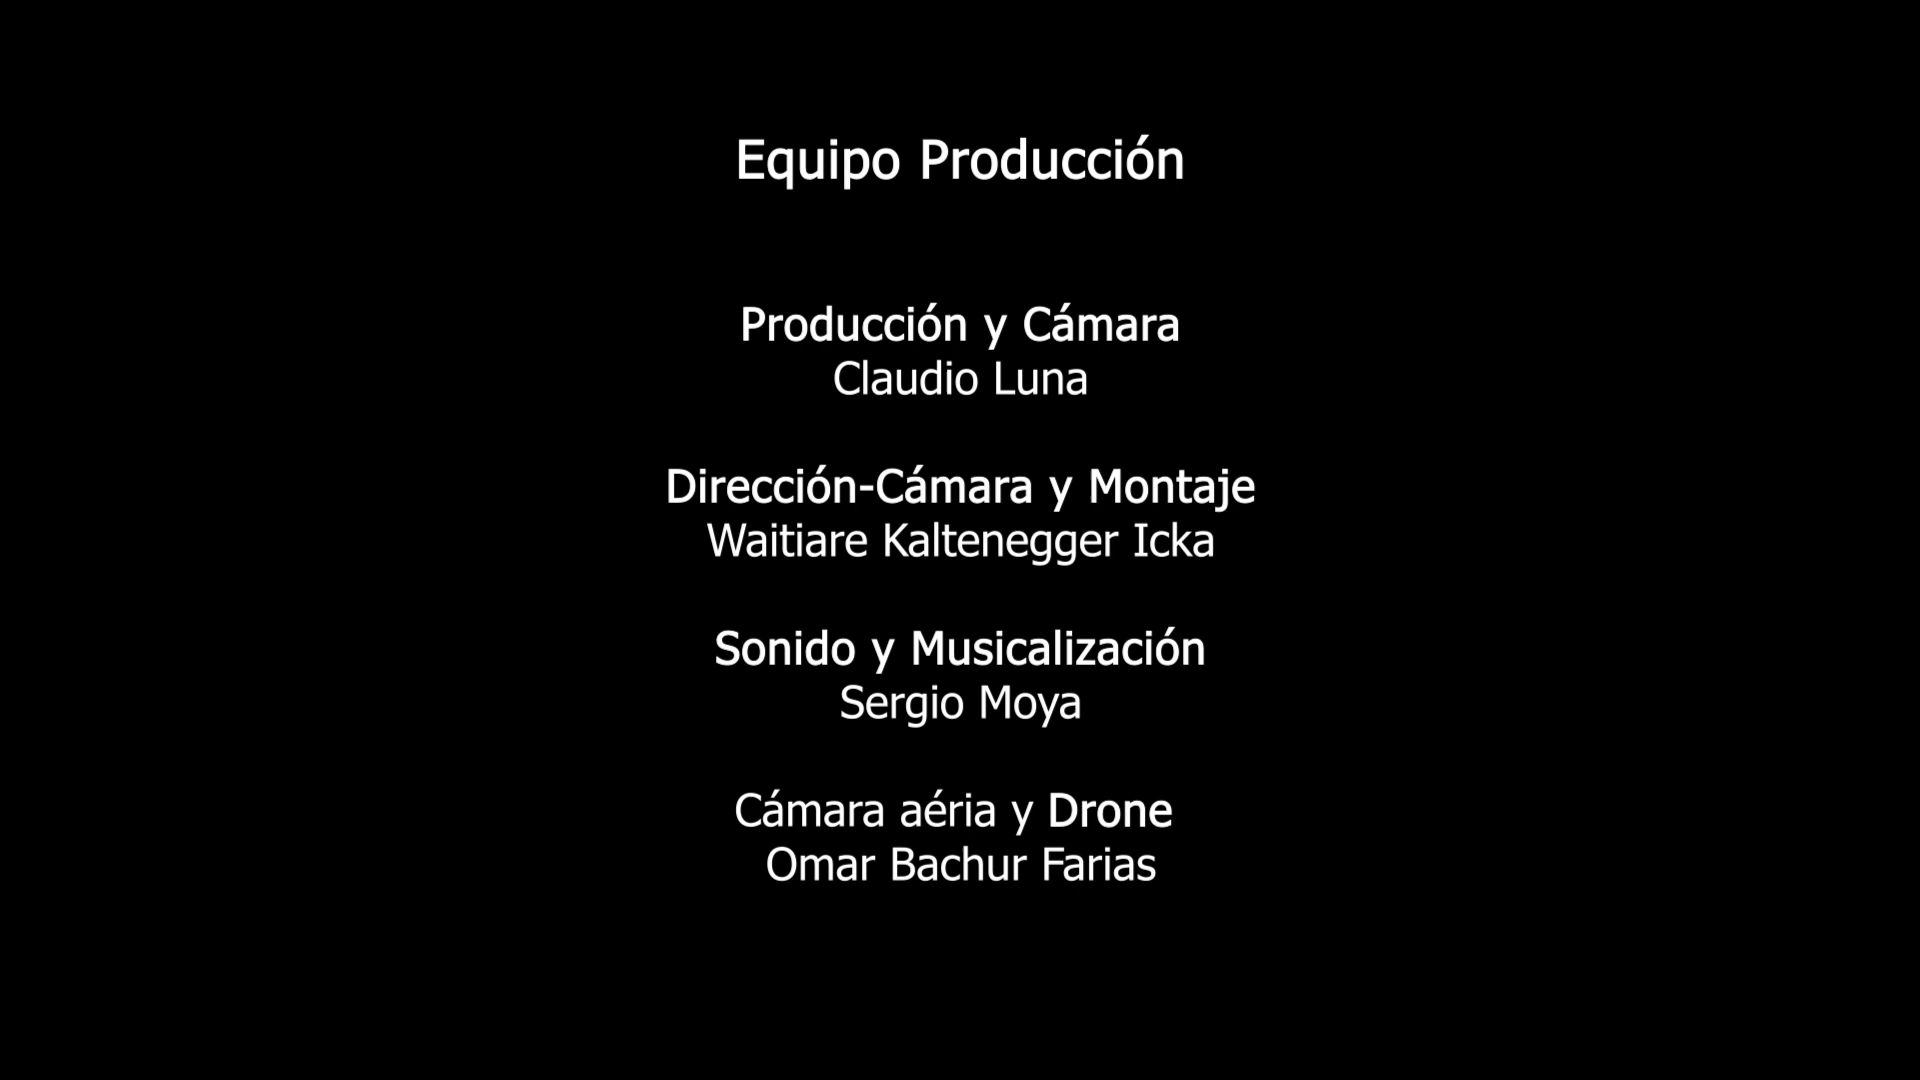 Equipo Producción
Producción y Cámara
Claudio Luna
Dirección-Cámara y Montaje
Waitiare Kaltenegger Icka
Sonido y Musicalización
Sergio Moya
Cámara aéria y Drone
Omar Bachur Farias